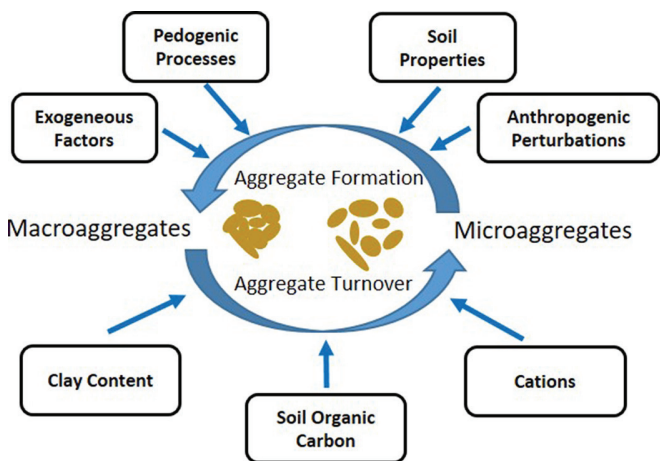 Pedogenic
Processes
Soil
Properties
Exogeneous
Factors
Anthropogenic
Perturbations
Aggregate Formation
Macroaggregates
Microaggregates
Aggregate Turnover
Clay Content
Soil Organic
Carbon
Cations